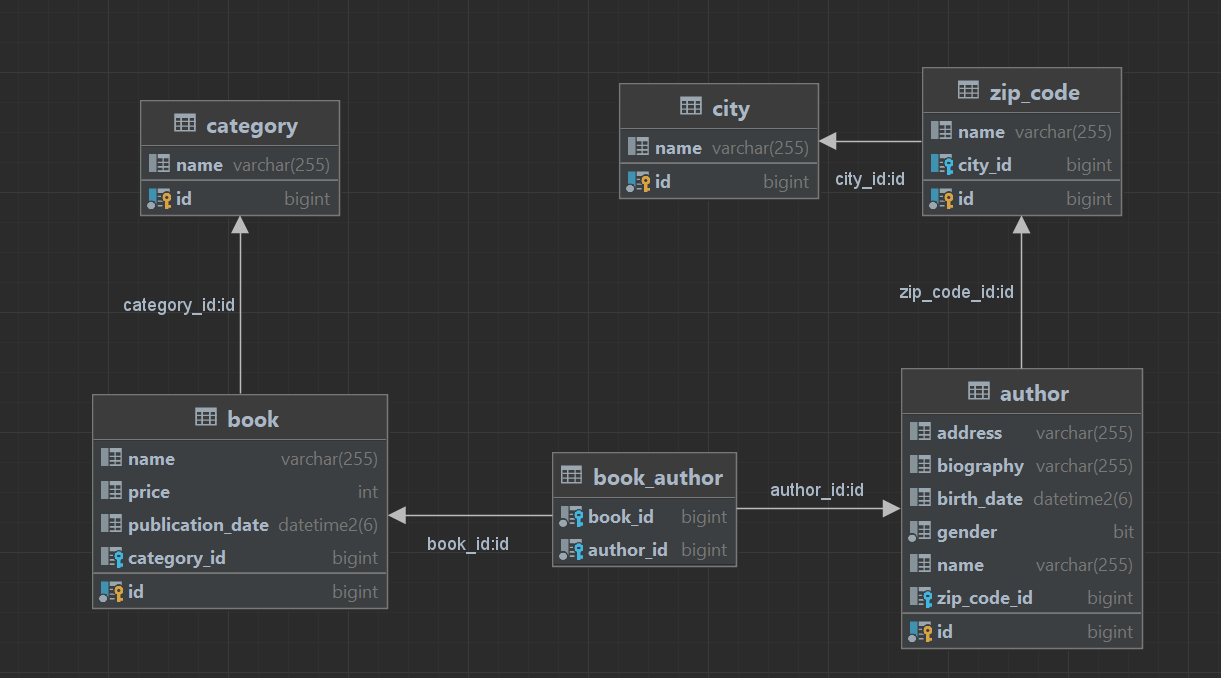 category
name varchar(255)
id bigint
city
name varchar(255)
id bigint
zip_code
name varchar(255)
city_id bigint
id bigint
city_id:id
category_id:id
zip_code_id:id
book
name varchar(255)
price int
publication_date datetime2(6)
category_id bigint
id bigint
book_id:id
book_author
book_id bigint
author_id bigint
author_id:id
author
address varchar(255)
biography varchar(255)
birth_date datetime2(6)
gender bit
name varchar(255)
zip_code_id bigint
id bigint